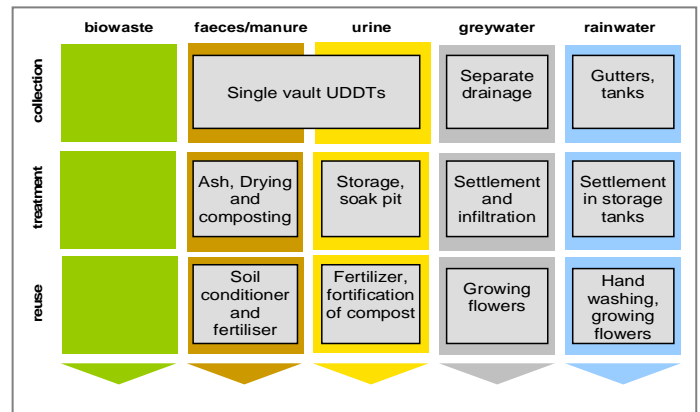 biowaste faeces/manure urine greywater rainwater
collection
Single vault UDDTs
Separate
drainage
Gutters,
tanks
treatment
Ash, Drying
and
composting
Storage,
soak pit
Settlement
and
infiltration
Settlement
in storage
tanks
reuse
Soil
conditioner
and
fertiliser
Fertilizer,
fortification
of compost
Growing
flowers
Hand
washing,
growing
flowers